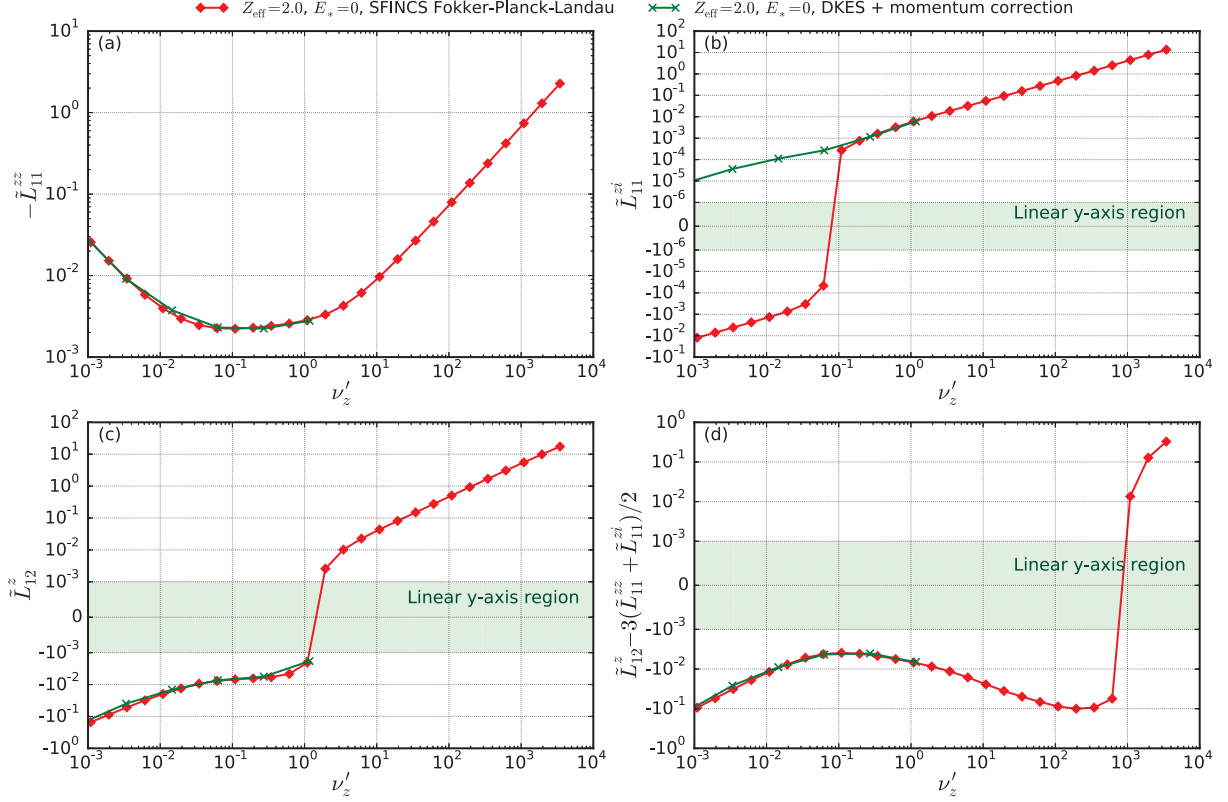 Z_eff=2.0, E_*=0, SFINCS Fokker-Planck-Landau
Z_eff=2.0, E_*=0, DKES + momentum correction
(a)
10^1
10^0
10^-1
10^-2
10^-3
-L̃_11^zz
10^-3 10^-2 10^-1 10^0 10^1 10^2 10^3 10^4
ν′_z
(b)
10^2
10^1
10^0
10^-1
10^-2
10^-3
10^-4
10^-5
10^-6
0
-10^-6
-10^-5
-10^-4
-10^-3
-10^-2
-10^-1
L̃_11^zi
Linear y-axis region
10^-3 10^-2 10^-1 10^0 10^1 10^2 10^3 10^4
ν′_z
(c)
10^2
10^1
10^0
10^-1
10^-2
10^-3
0
-10^-3
-10^-2
-10^-1
-10^0
L̃_12^z
Linear y-axis region
10^-3 10^-2 10^-1 10^0 10^1 10^2 10^3 10^4
ν′_z
(d)
10^0
10^-1
10^-2
10^-3
0
-10^-3
-10^-2
-10^-1
-10^0
L̃_12^z-3(L̃_11^zz+L̃_11^zi)/2
Linear y-axis region
10^-3 10^-2 10^-1 10^0 10^1 10^2 10^3 10^4
ν′_z